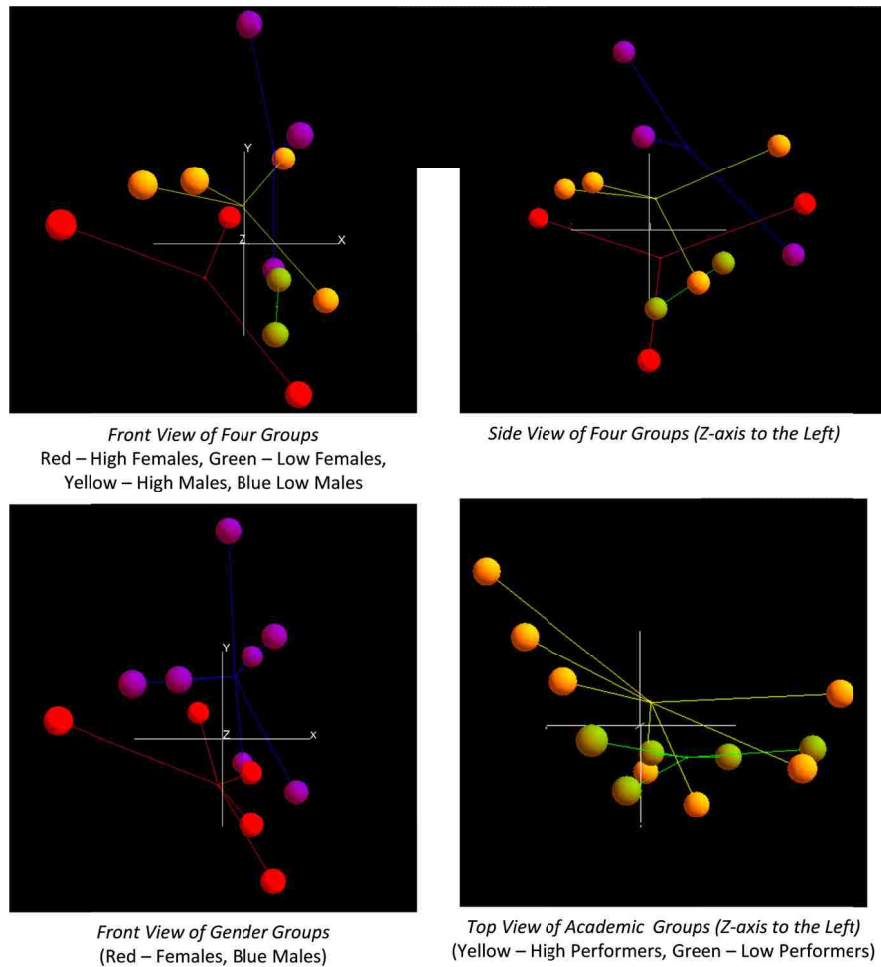 Y
Z
X
Front View of Four Groups
Red – High Females, Green – Low Females,
Yellow – High Males, Blue Low Males
Side View of Four Groups (Z-axis to the Left)
Y
Z
X
Front View of Gender Groups
(Red – Females, Blue Males)
Top View of Academic Groups (Z-axis to the Left)
(Yellow – High Performers, Green – Low Performers)